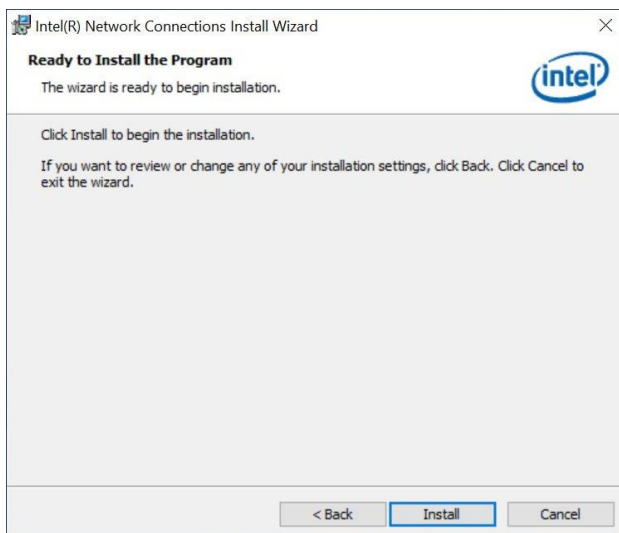 Intel(R) Network Connections Install Wizard
Ready to Install the Program
The wizard is ready to begin installation.
intel
Click Install to begin the installation.
If you want to review or change any of your installation settings, click Back. Click Cancel to
exit the wizard.
< Back
Install
Cancel